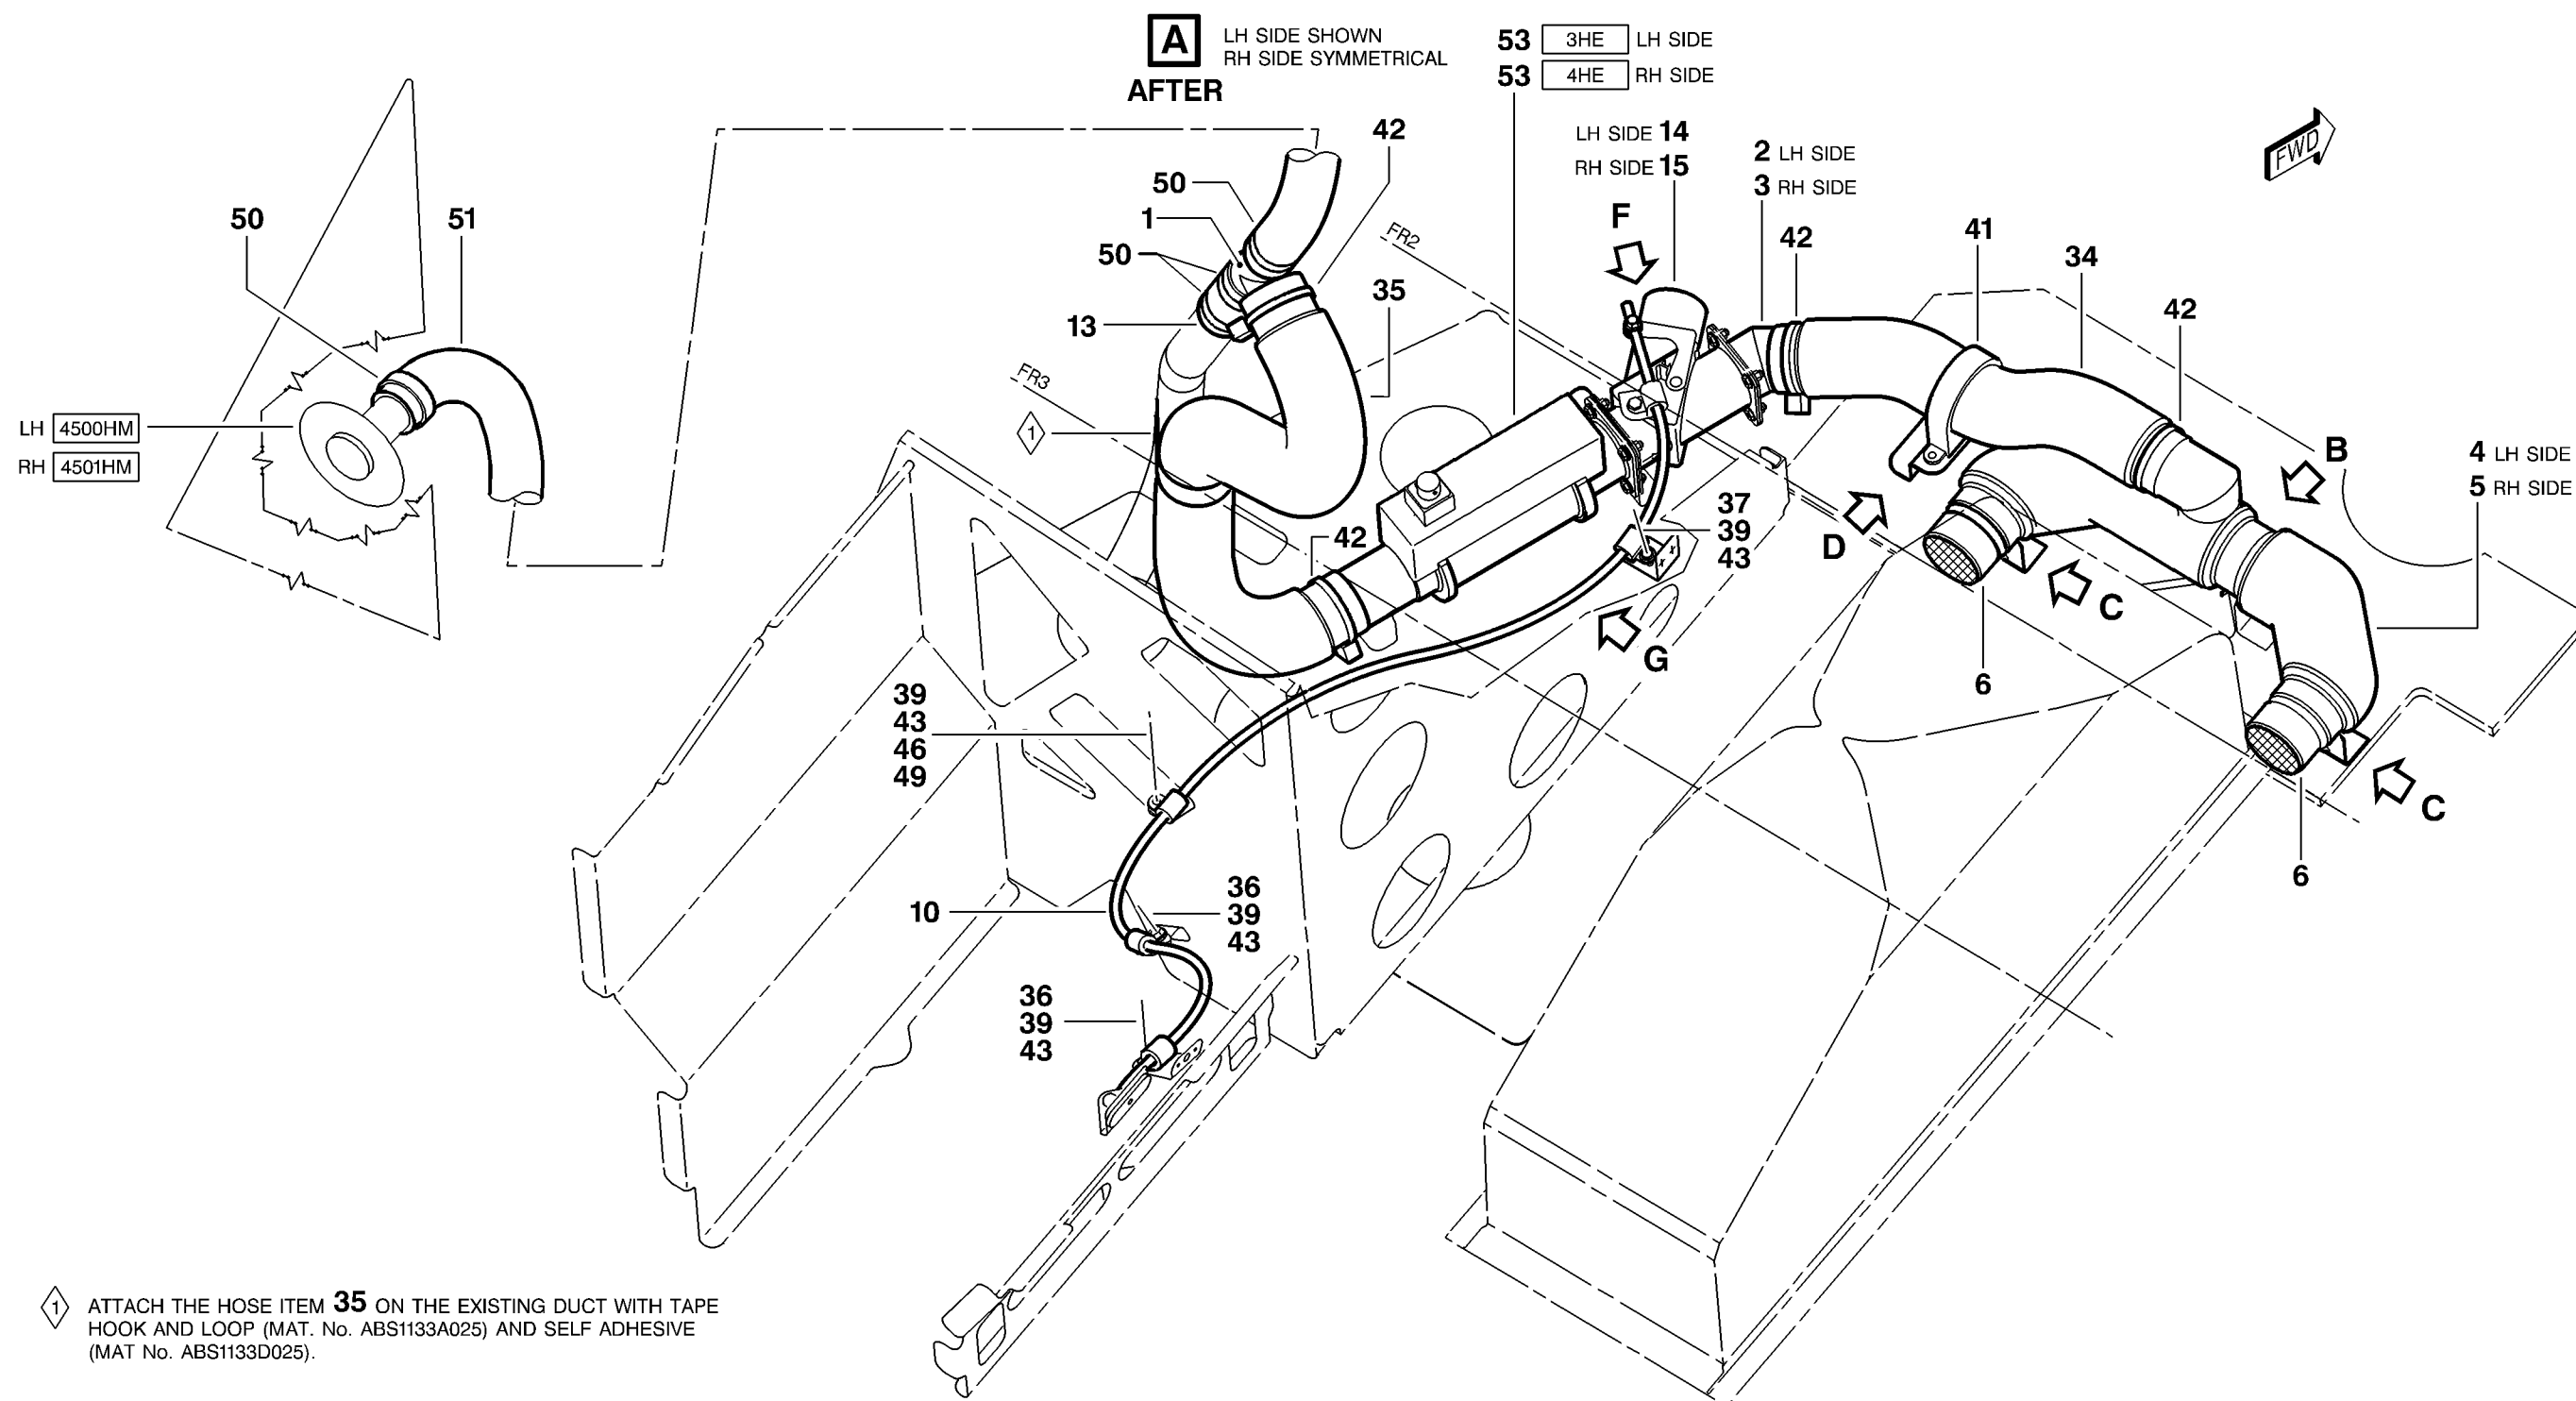 A
LH SIDE SHOWN
RH SIDE SYMMETRICAL
AFTER
53 3HE LH SIDE
53 4HE RH SIDE
LH SIDE 14
RH SIDE 15
2 LH SIDE
3 RH SIDE
FWD
42
50
1
50
13
35
FR2
FR3
1
F
42
41
34
42
B
4 LH SIDE
5 RH SIDE
50
51
LH 4500HM
RH 4501HM
42
37
39
43
D
C
G
6
C
6
39
43
46
49
10
36
39
43
36
39
43
x
x
1 ATTACH THE HOSE ITEM 35 ON THE EXISTING DUCT WITH TAPE
HOOK AND LOOP (MAT. No. ABS1133A025) AND SELF ADHESIVE
(MAT No. ABS1133D025).